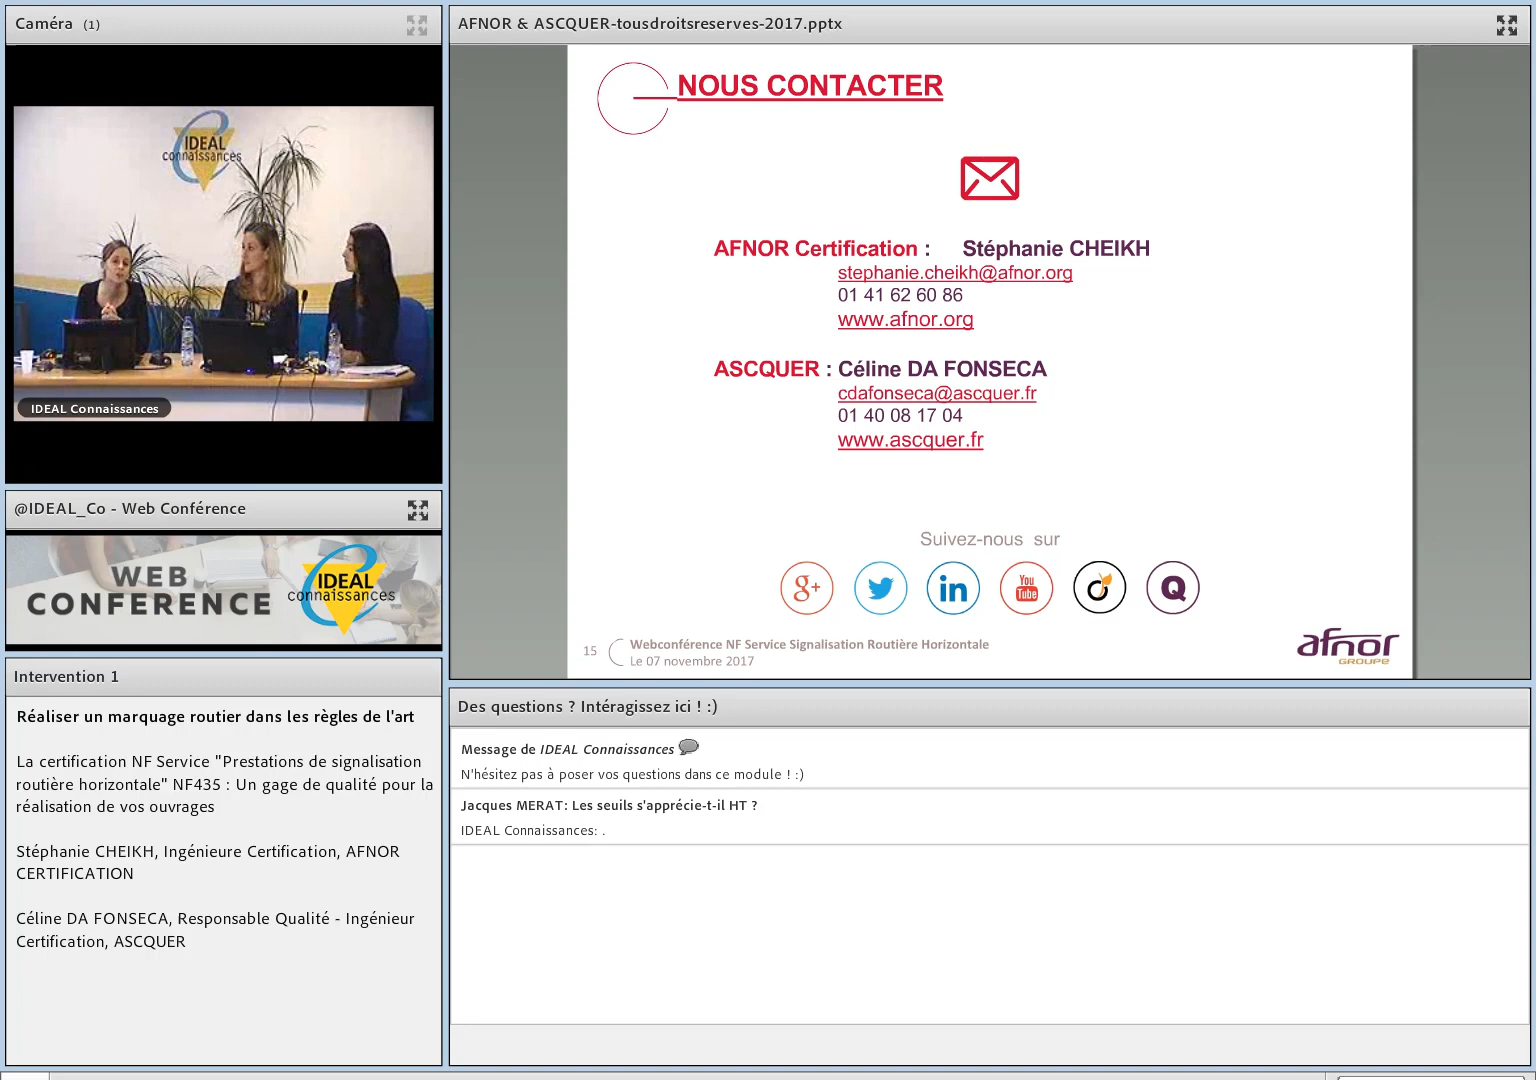 Caméra (1)
IDEAL
connaissances
IDEAL Connaissances
@IDEAL_Co - Web Conférence
WEB
CONFERENCE
IDEAL
connaissances
Intervention 1
Réaliser un marquage routier dans les règles de l'art
La certification NF Service "Prestations de signalisation
routière horizontale" NF435 : Un gage de qualité pour la
réalisation de vos ouvrages
Stéphanie CHEIKH, Ingénieure Certification, AFNOR
CERTIFICATION
Céline DA FONSECA, Responsable Qualité - Ingénieur
Certification, ASCQUER
AFNOR & ASCQUER-tousdroitsreserves-2017.pptx
NOUS CONTACTER
AFNOR Certification : Stéphanie CHEIKH
stephanie.cheikh@afnor.org
01 41 62 60 86
www.afnor.org
ASCQUER : Céline DA FONSECA
cdafonseca@ascquer.fr
01 40 08 17 04
www.ascquer.fr
Suivez-nous sur
g+ in You Tube Q
15 Webconférence NF Service Signalisation Routière Horizontale
Le 07 novembre 2017
afnor
GROUPE
Des questions ? Intéragissez ici ! :)
Message de IDEAL Connaissances
N'hésitez pas à poser vos questions dans ce module ! :)
Jacques MERAT: Les seuils s'apprécie-t-il HT ?
IDEAL Connaissances: .